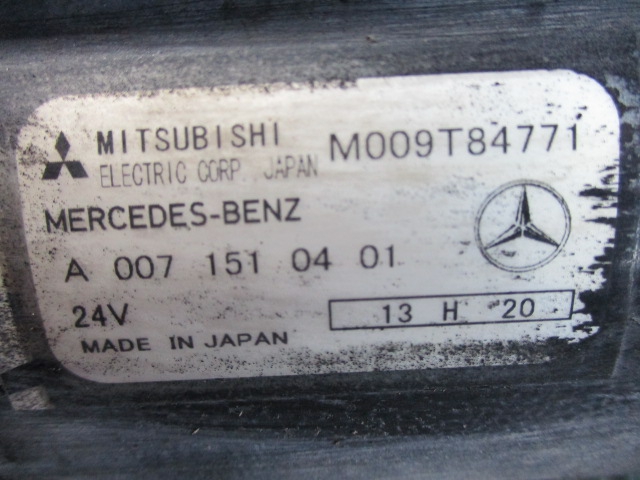 MITSUBISHI M009T84771
ELECTRIC CORP. JAPAN
MERCEDES-BENZ
A 007 151 04 01
24V 13 H 20
MADE IN JAPAN